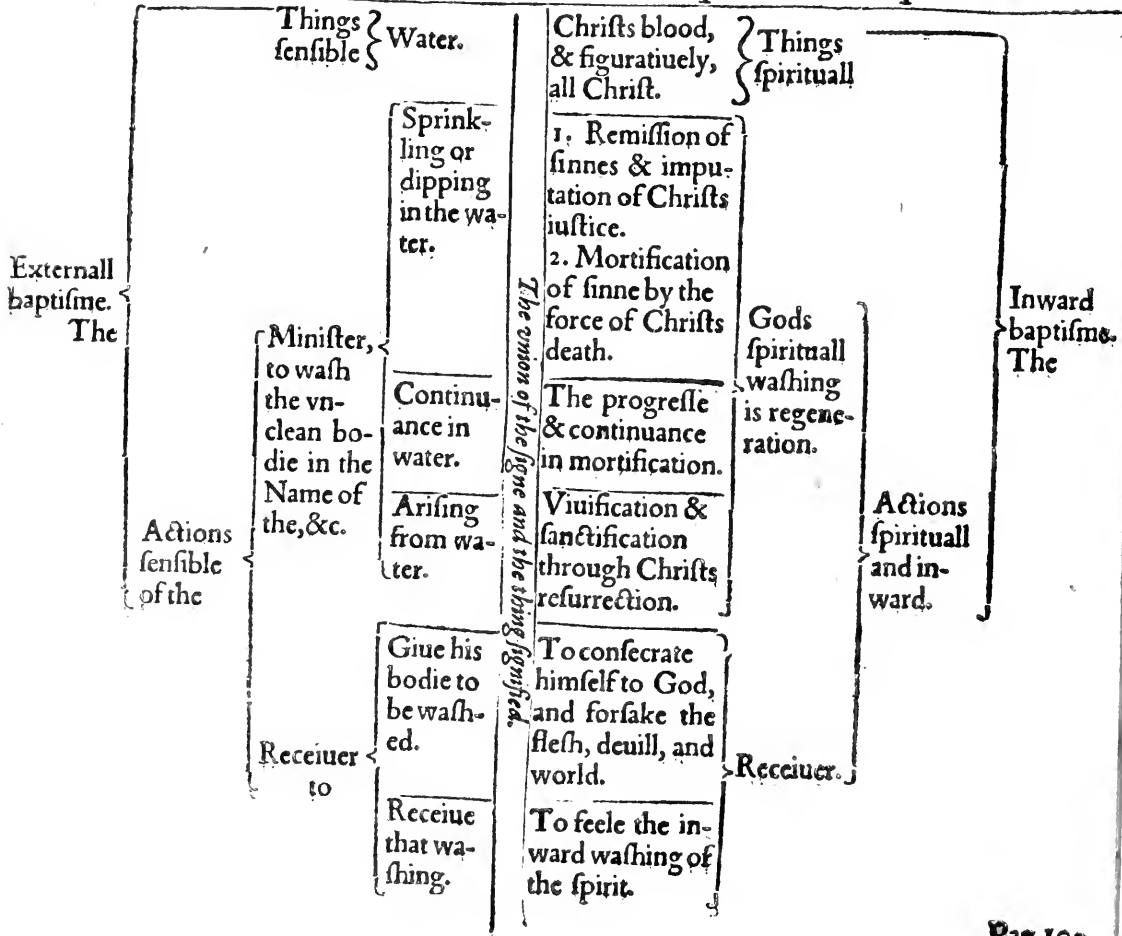 Things
ſenſible
Water.
Chriſts blood,
& figuratiuely,
all Chriſt.
Things
ſpirituall
Externall
baptiſme.
The
Actions
ſenſible
of the
Miniſter,
to waſh
the vn-
clean bo-
die in the
Name of
the, &c.
Sprink-
ling or
dipping
in the wa-
ter.
Continu-
ance in
water.
Ariſing
from wa-
ter.
Receiuer
to
Giue his
bodie to
be waſh-
ed.
Receiue
that wa-
ſhing.
The vnion of the ſigne and the thing ſignified.
1. Remiſſion of
ſinnes & impu-
tation of Chriſts
iuſtice.
2. Mortification
of ſinne by the
force of Chriſts
death.
The progreſſe
& continuance
in mortification.
Viuification &
ſanctification
through Chriſts
reſurrection.
To conſecrate
himſelf to God,
and forſake the
fleſh, deuill, and
world.
To feele the in-
ward waſhing of
the ſpirit.
Gods
ſpirituall
waſhing
is regene-
ration.
Receiuer.
Actions
ſpirituall
and in-
ward.
Inward
baptiſme.
The